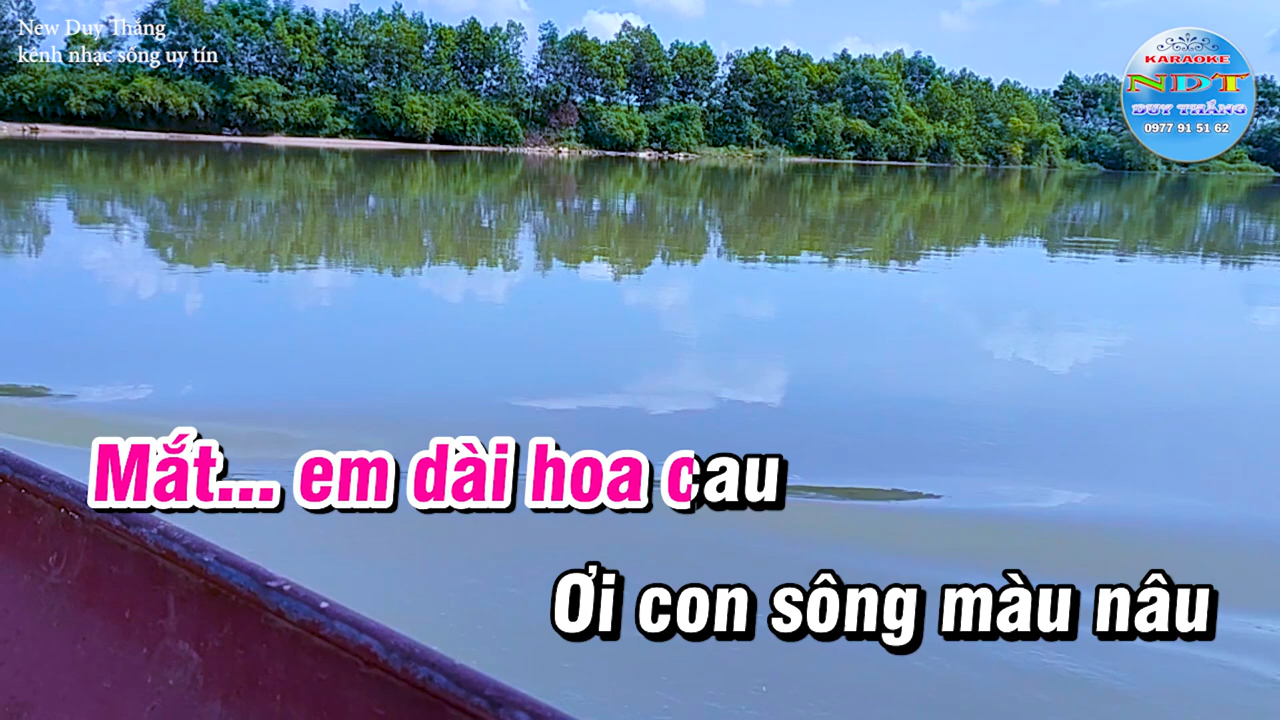 New Duy Thắng
kênh nhạc sống uy tín
KARAOKE
NDT
DUY THẮNG
0977 91 51 62
Mắt... em dài hoa cau
Ơi con sông màu nâu